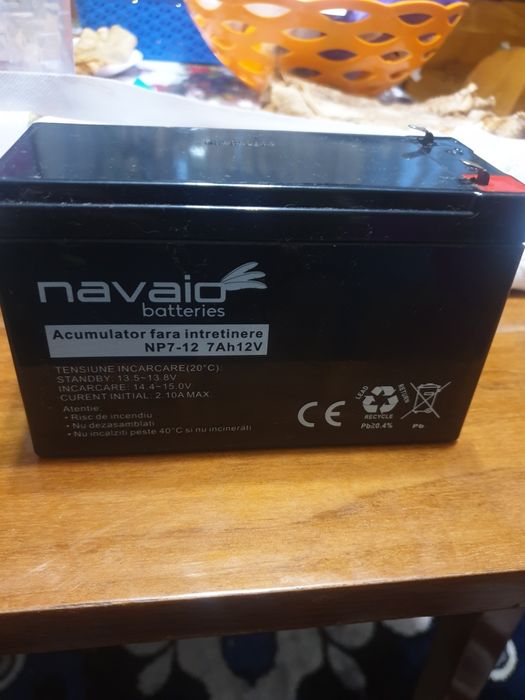 navaio
batteries
Acumulator fara intretinere
NP7-12 7Ah12V
TENSIUNE INCARCARE(20°C):
STANDBY: 13.5~13.8V
INCARCARE: 14.4~15.0V
CURENT INITIAL: 2.10A MAX
Atentie:
• Risc de incendiu
• Nu dezasamblati
• Nu incalziti peste 40°C si nu incinerati
CE
LEAD
RETURN
RECYCLE
Pb20.4%
Pb